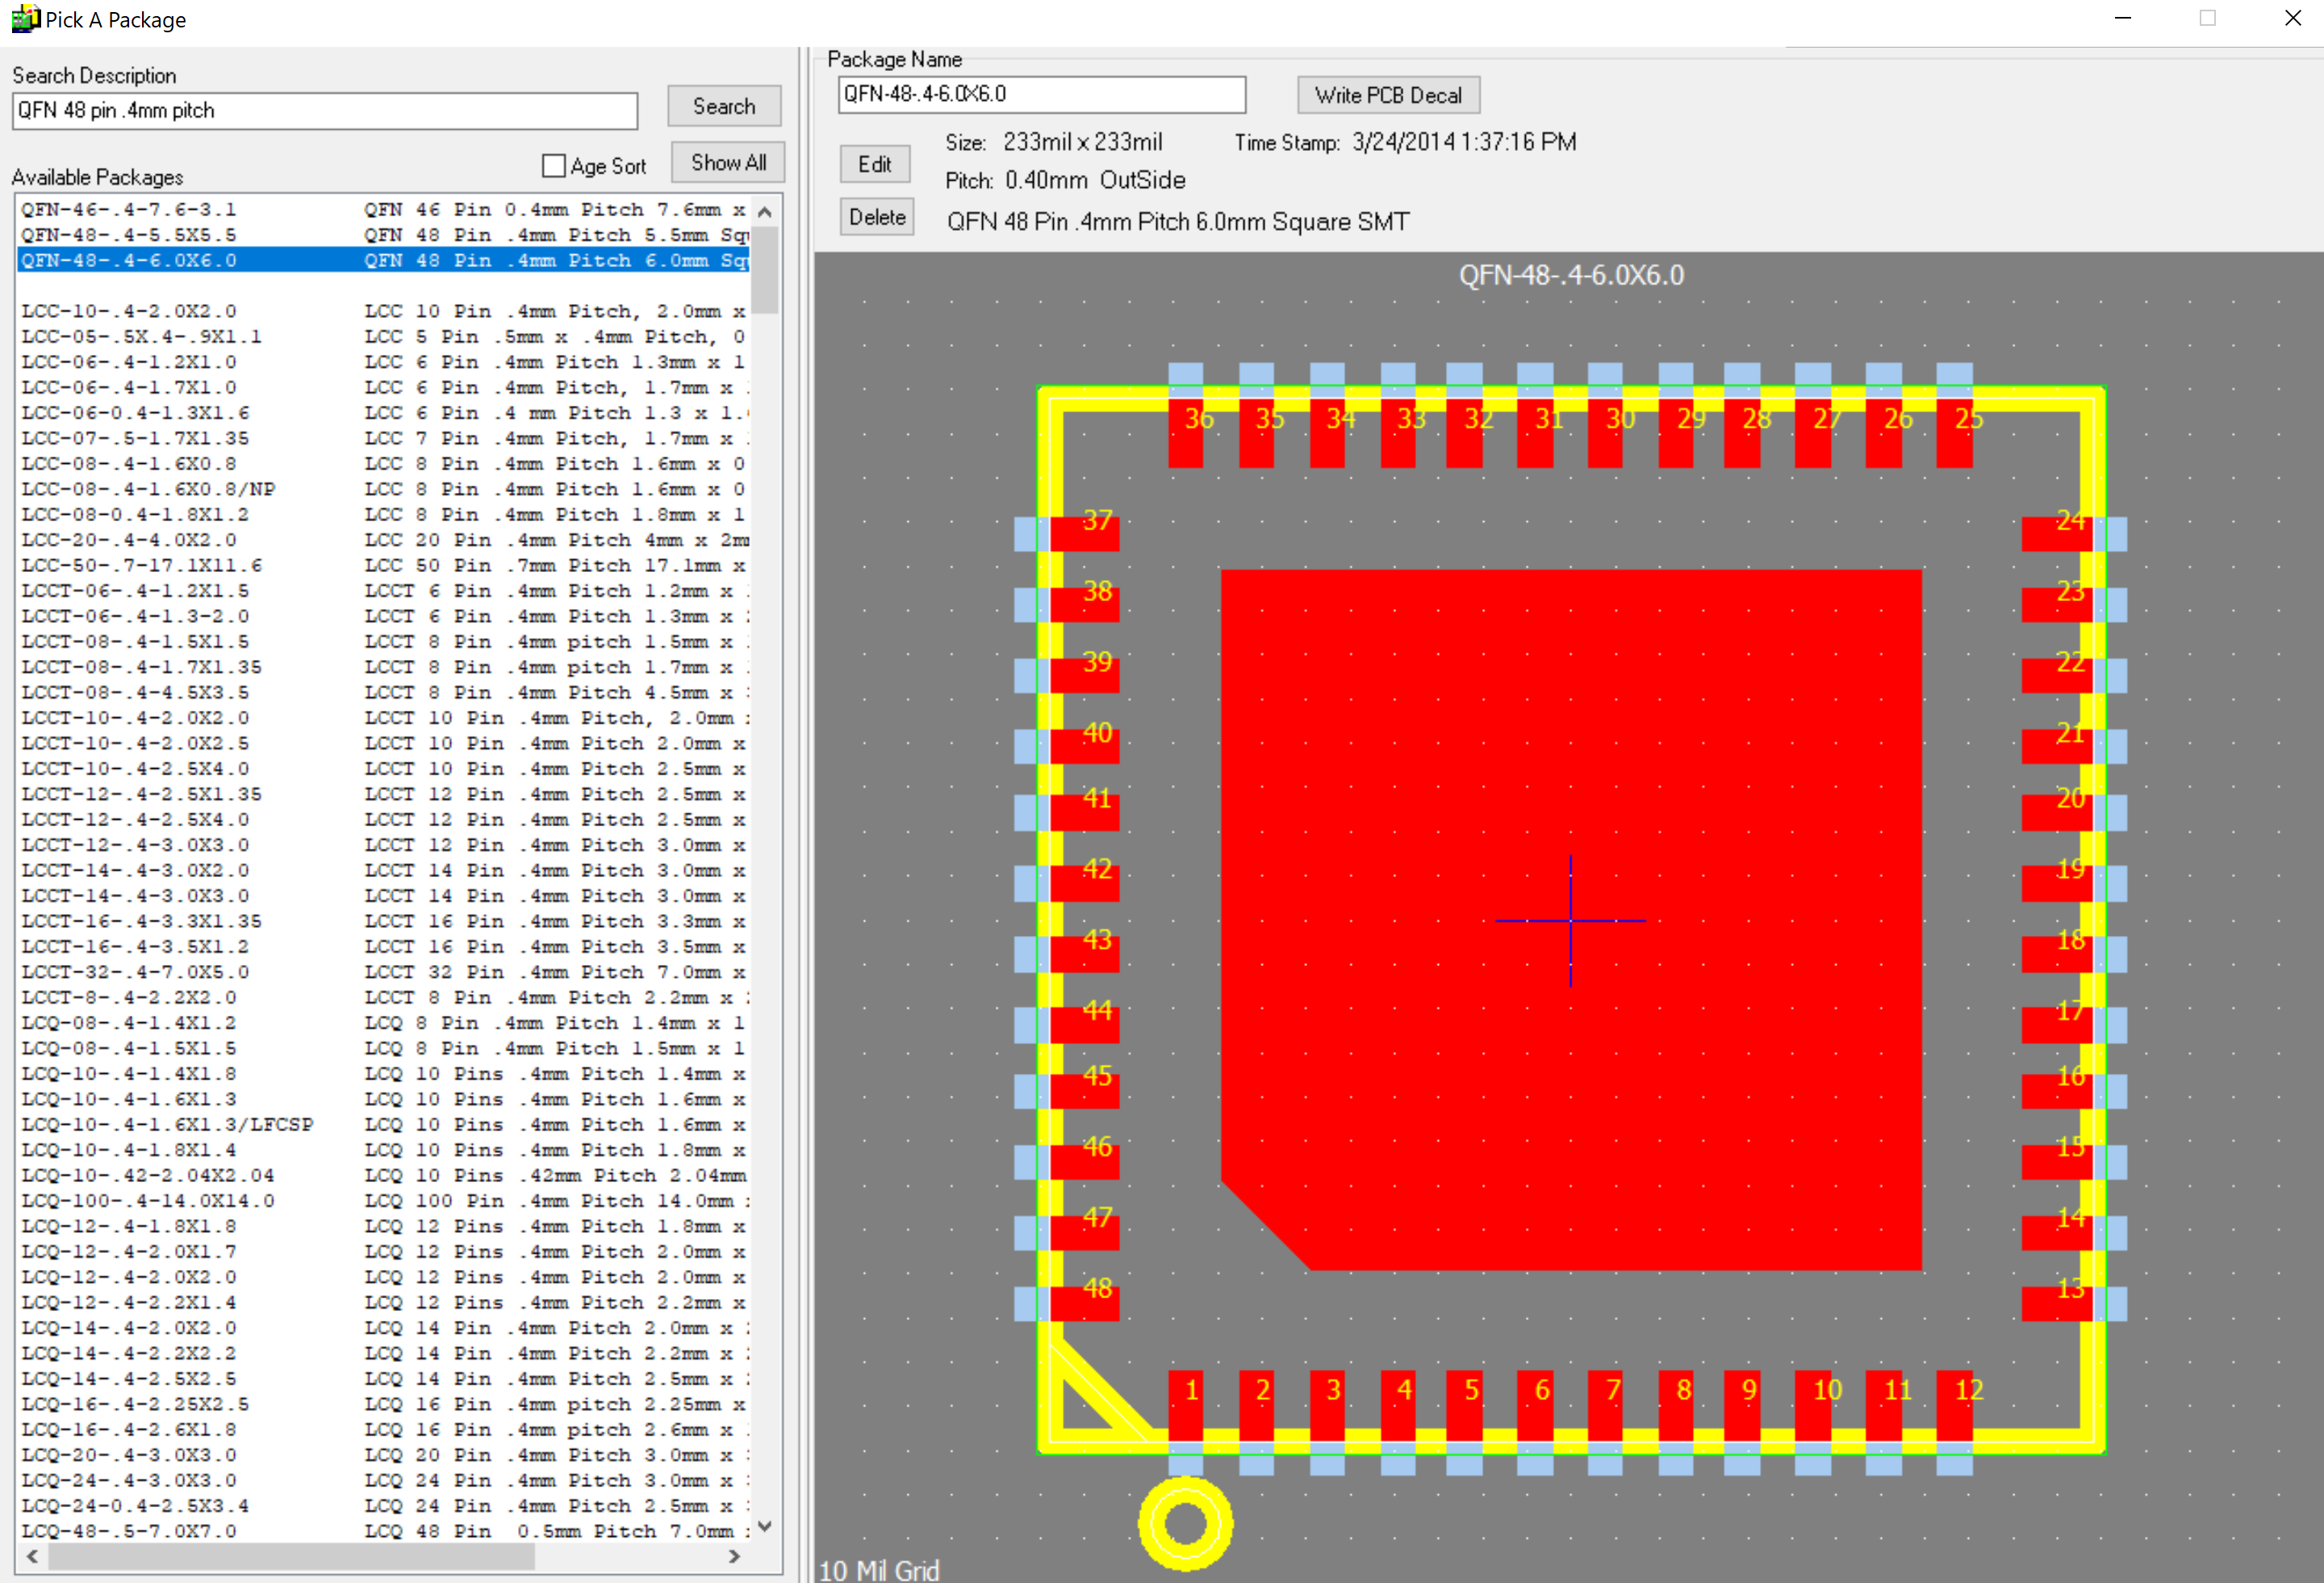 Pick A Package
Search Description
QFN 48 pin .4mm pitch
Search
Available Packages
Age Sort
Show All
QFN-46-.4-7.6-3.1 QFN 46 Pin 0.4mm Pitch 7.6mm x
QFN-48-.4-5.5X5.5 QFN 48 Pin .4mm Pitch 5.5mm Squ
QFN-48-.4-6.0X6.0 QFN 48 Pin .4mm Pitch 6.0mm Squ
LCC-10-.4-2.0X2.0 LCC 10 Pin .4mm Pitch, 2.0mm x
LCC-05-.5X.4-.9X1.1 LCC 5 Pin .5mm x .4mm Pitch, 0
LCC-06-.4-1.2X1.0 LCC 6 Pin .4mm Pitch 1.3mm x 1
LCC-06-.4-1.7X1.0 LCC 6 Pin .4mm Pitch, 1.7mm x
LCC-06-0.4-1.3X1.6 LCC 6 Pin .4 mm Pitch 1.3 x 1.
LCC-07-.5-1.7X1.35 LCC 7 Pin .4mm Pitch, 1.7mm x
LCC-08-.4-1.6X0.8 LCC 8 Pin .4mm Pitch 1.6mm x 0
LCC-08-.4-1.6X0.8/NP LCC 8 Pin .4mm Pitch 1.6mm x 0
LCC-08-0.4-1.8X1.2 LCC 8 Pin .4mm Pitch 1.8mm x 1
LCC-20-.4-4.0X2.0 LCC 20 Pin .4mm Pitch 4mm x 2mm
LCC-50-.7-17.1X11.6 LCC 50 Pin .7mm Pitch 17.1mm x
LCCT-06-.4-1.2X1.5 LCCT 6 Pin .4mm Pitch 1.2mm x
LCCT-06-.4-1.3-2.0 LCCT 6 Pin .4mm Pitch 1.3mm x
LCCT-08-.4-1.5X1.5 LCCT 8 Pin .4mm pitch 1.5mm x
LCCT-08-.4-1.7X1.35 LCCT 8 Pin .4mm pitch 1.7mm x
LCCT-08-.4-4.5X3.5 LCCT 8 Pin .4mm Pitch 4.5mm x
LCCT-10-.4-2.0X2.0 LCCT 10 Pin .4mm Pitch, 2.0mm
LCCT-10-.4-2.0X2.5 LCCT 10 Pin .4mm Pitch 2.0mm x
LCCT-10-.4-2.5X4.0 LCCT 10 Pin .4mm Pitch 2.5mm x
LCCT-12-.4-2.5X1.35 LCCT 12 Pin .4mm Pitch 2.5mm x
LCCT-12-.4-2.5X4.0 LCCT 12 Pin .4mm Pitch 2.5mm x
LCCT-12-.4-3.0X3.0 LCCT 12 Pin .4mm Pitch 3.0mm x
LCCT-14-.4-3.0X2.0 LCCT 14 Pin .4mm Pitch 3.0mm x
LCCT-14-.4-3.0X3.0 LCCT 14 Pin .4mm Pitch 3.0mm x
LCCT-16-.4-3.3X1.35 LCCT 16 Pin .4mm Pitch 3.3mm x
LCCT-16-.4-3.5X1.2 LCCT 16 Pin .4mm Pitch 3.5mm x
LCCT-32-.4-7.0X5.0 LCCT 32 Pin .4mm Pitch 7.0mm x
LCCT-8-.4-2.2X2.0 LCCT 8 Pin .4mm Pitch 2.2mm x
LCQ-08-.4-1.4X1.2 LCQ 8 Pin .4mm Pitch 1.4mm x 1
LCQ-08-.4-1.5X1.5 LCQ 8 Pin .4mm Pitch 1.5mm x 1
LCQ-10-.4-1.4X1.8 LCQ 10 Pins .4mm Pitch 1.4mm x
LCQ-10-.4-1.6X1.3 LCQ 10 Pins .4mm Pitch 1.6mm x
LCQ-10-.4-1.6X1.3/LFCSP LCQ 10 Pins .4mm Pitch 1.6mm x
LCQ-10-.4-1.8X1.4 LCQ 10 Pins .4mm Pitch 1.8mm x
LCQ-10-.42-2.04X2.04 LCQ 10 Pins .42mm Pitch 2.04mm
LCQ-100-.4-14.0X14.0 LCQ 100 Pin .4mm Pitch 14.0mm
LCQ-12-.4-1.8X1.8 LCQ 12 Pins .4mm Pitch 1.8mm x
LCQ-12-.4-2.0X1.7 LCQ 12 Pins .4mm Pitch 2.0mm x
LCQ-12-.4-2.0X2.0 LCQ 12 Pins .4mm Pitch 2.0mm x
LCQ-12-.4-2.2X1.4 LCQ 12 Pins .4mm Pitch 2.2mm x
LCQ-14-.4-2.0X2.0 LCQ 14 Pin .4mm Pitch 2.0mm x
LCQ-14-.4-2.2X2.2 LCQ 14 Pin .4mm Pitch 2.2mm x
LCQ-14-.4-2.5X2.5 LCQ 14 Pin .4mm Pitch 2.5mm x
LCQ-16-.4-2.25X2.5 LCQ 16 Pin .4mm pitch 2.25mm x
LCQ-16-.4-2.6X1.8 LCQ 16 Pin .4mm pitch 2.6mm x
LCQ-20-.4-3.0X3.0 LCQ 20 Pin .4mm Pitch 3.0mm x
LCQ-24-.4-3.0X3.0 LCQ 24 Pin .4mm Pitch 3.0mm x
LCQ-24-0.4-2.5X3.4 LCQ 24 Pin .4mm Pitch 2.5mm x
LCQ-48-.5-7.0X7.0 LCQ 48 Pin 0.5mm Pitch 7.0mm
Package Name
QFN-48-.4-6.0X6.0
Write PCB Decal
Edit
Size: 233mil x 233mil Time Stamp: 3/24/2014 1:37:16 PM
Pitch: 0.40mm OutSide
Delete
QFN 48 Pin .4mm Pitch 6.0mm Square SMT
QFN-48-.4-6.0X6.0
36 35 34 33 32 31 30 29 28 27 26 25
37 24
38 23
39 22
40 21
41 20
42 19
43 18
44 17
45 16
46 15
47 14
48 13
1 2 3 4 5 6 7 8 9 10 11 12
10 Mil Grid